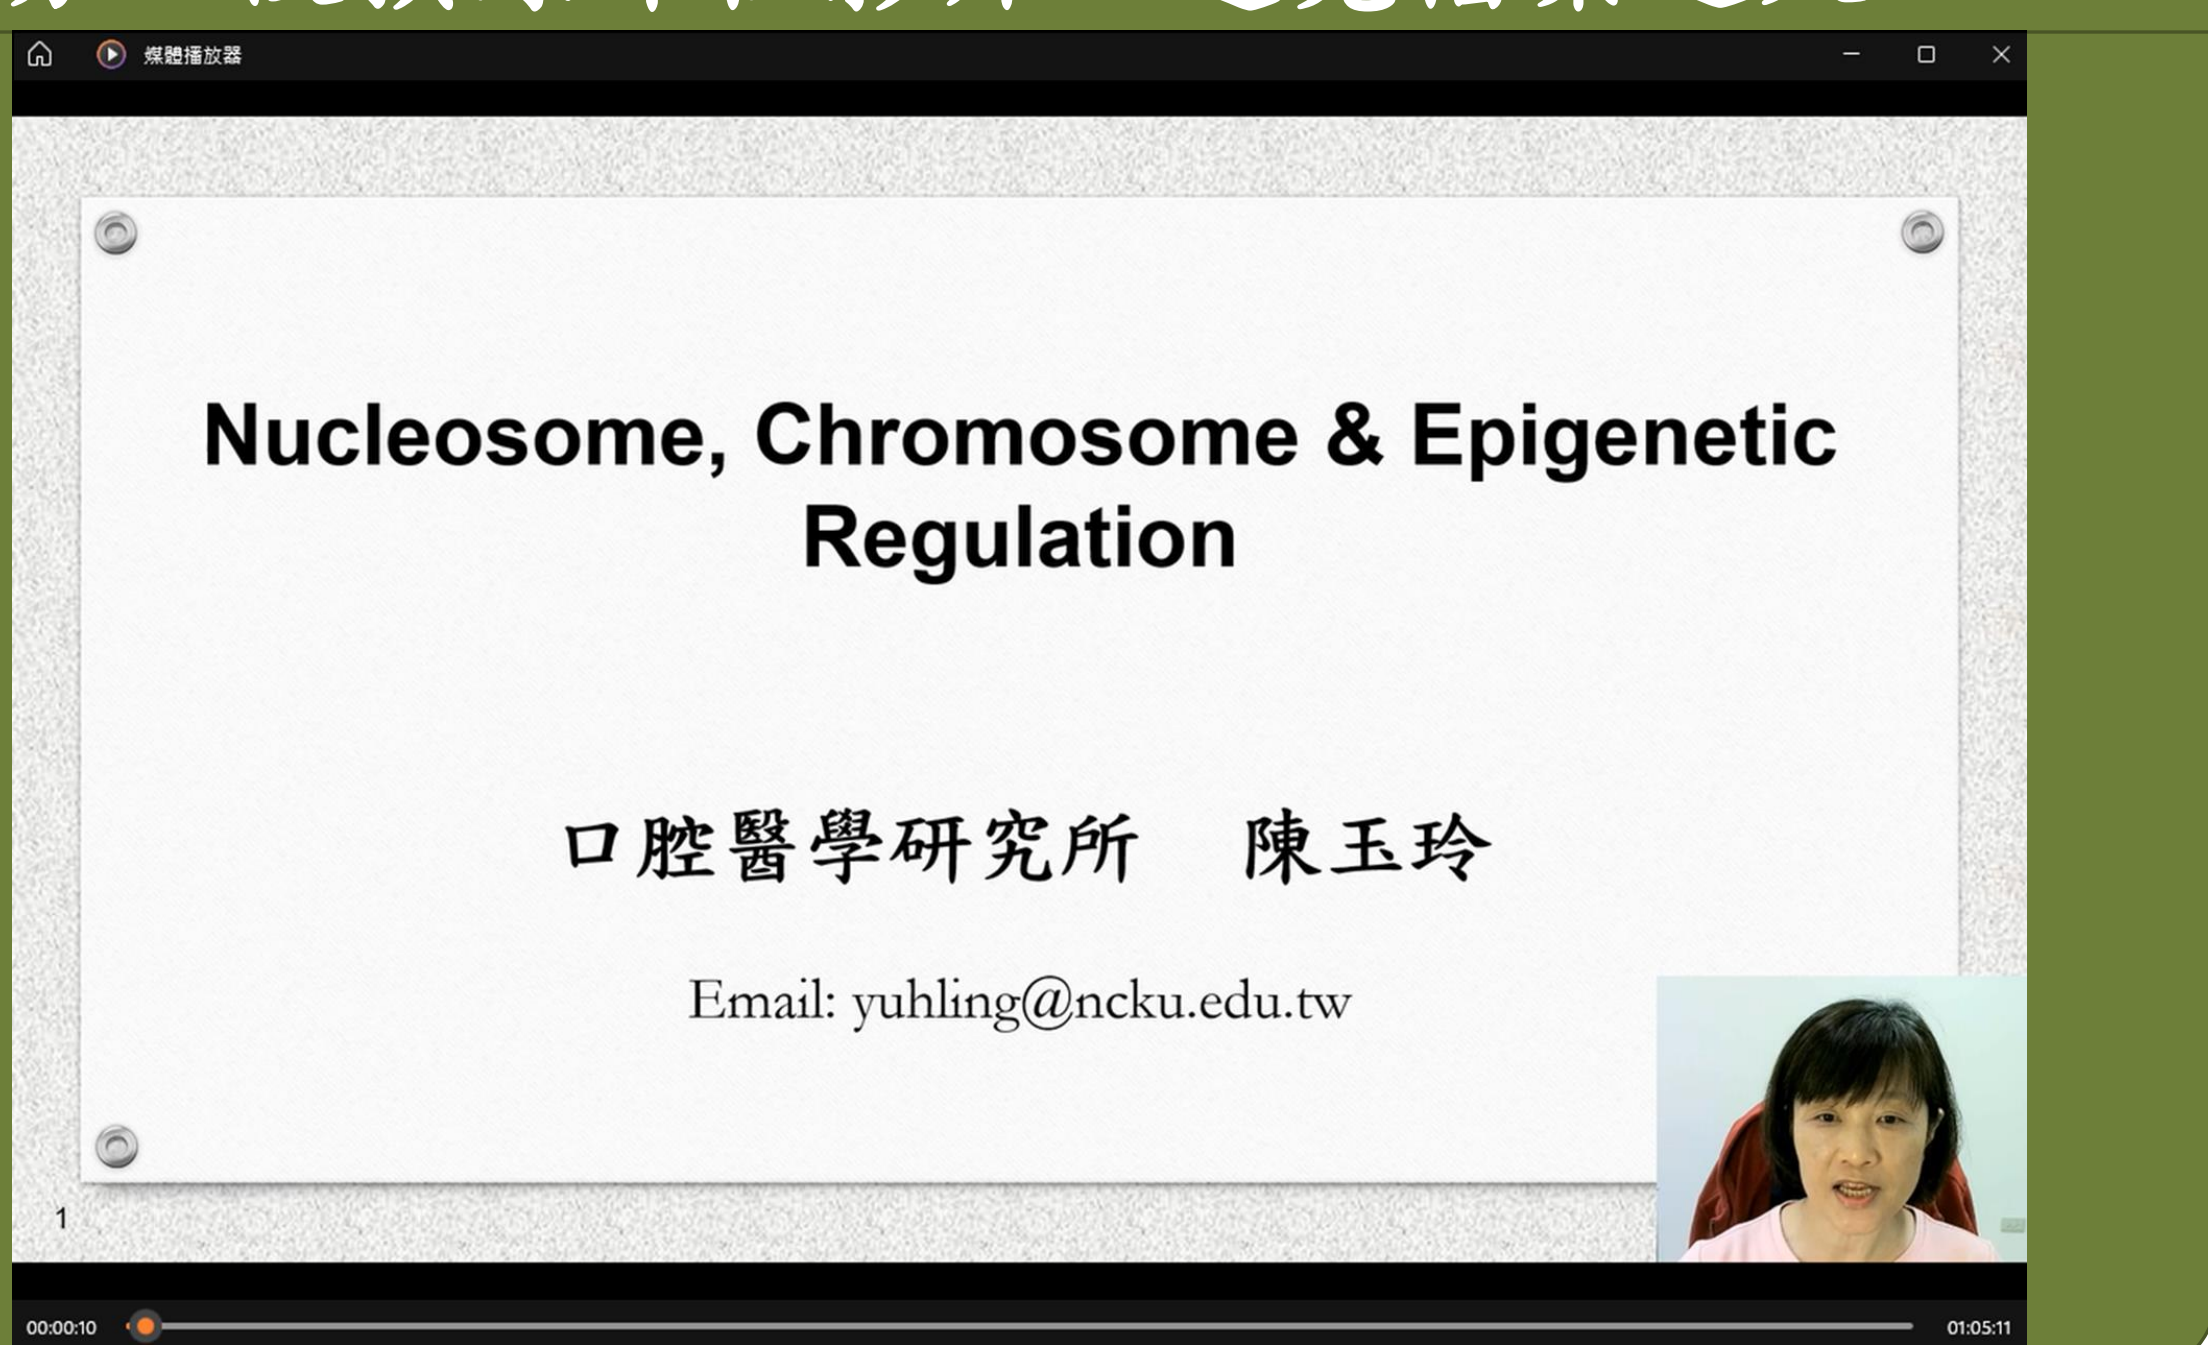 媒體播放器
Nucleosome, Chromosome & Epigenetic
Regulation
口腔醫學研究所 陳玉玲
Email: yuhling@ncku.edu.tw
1
00:00:10
01:05:11